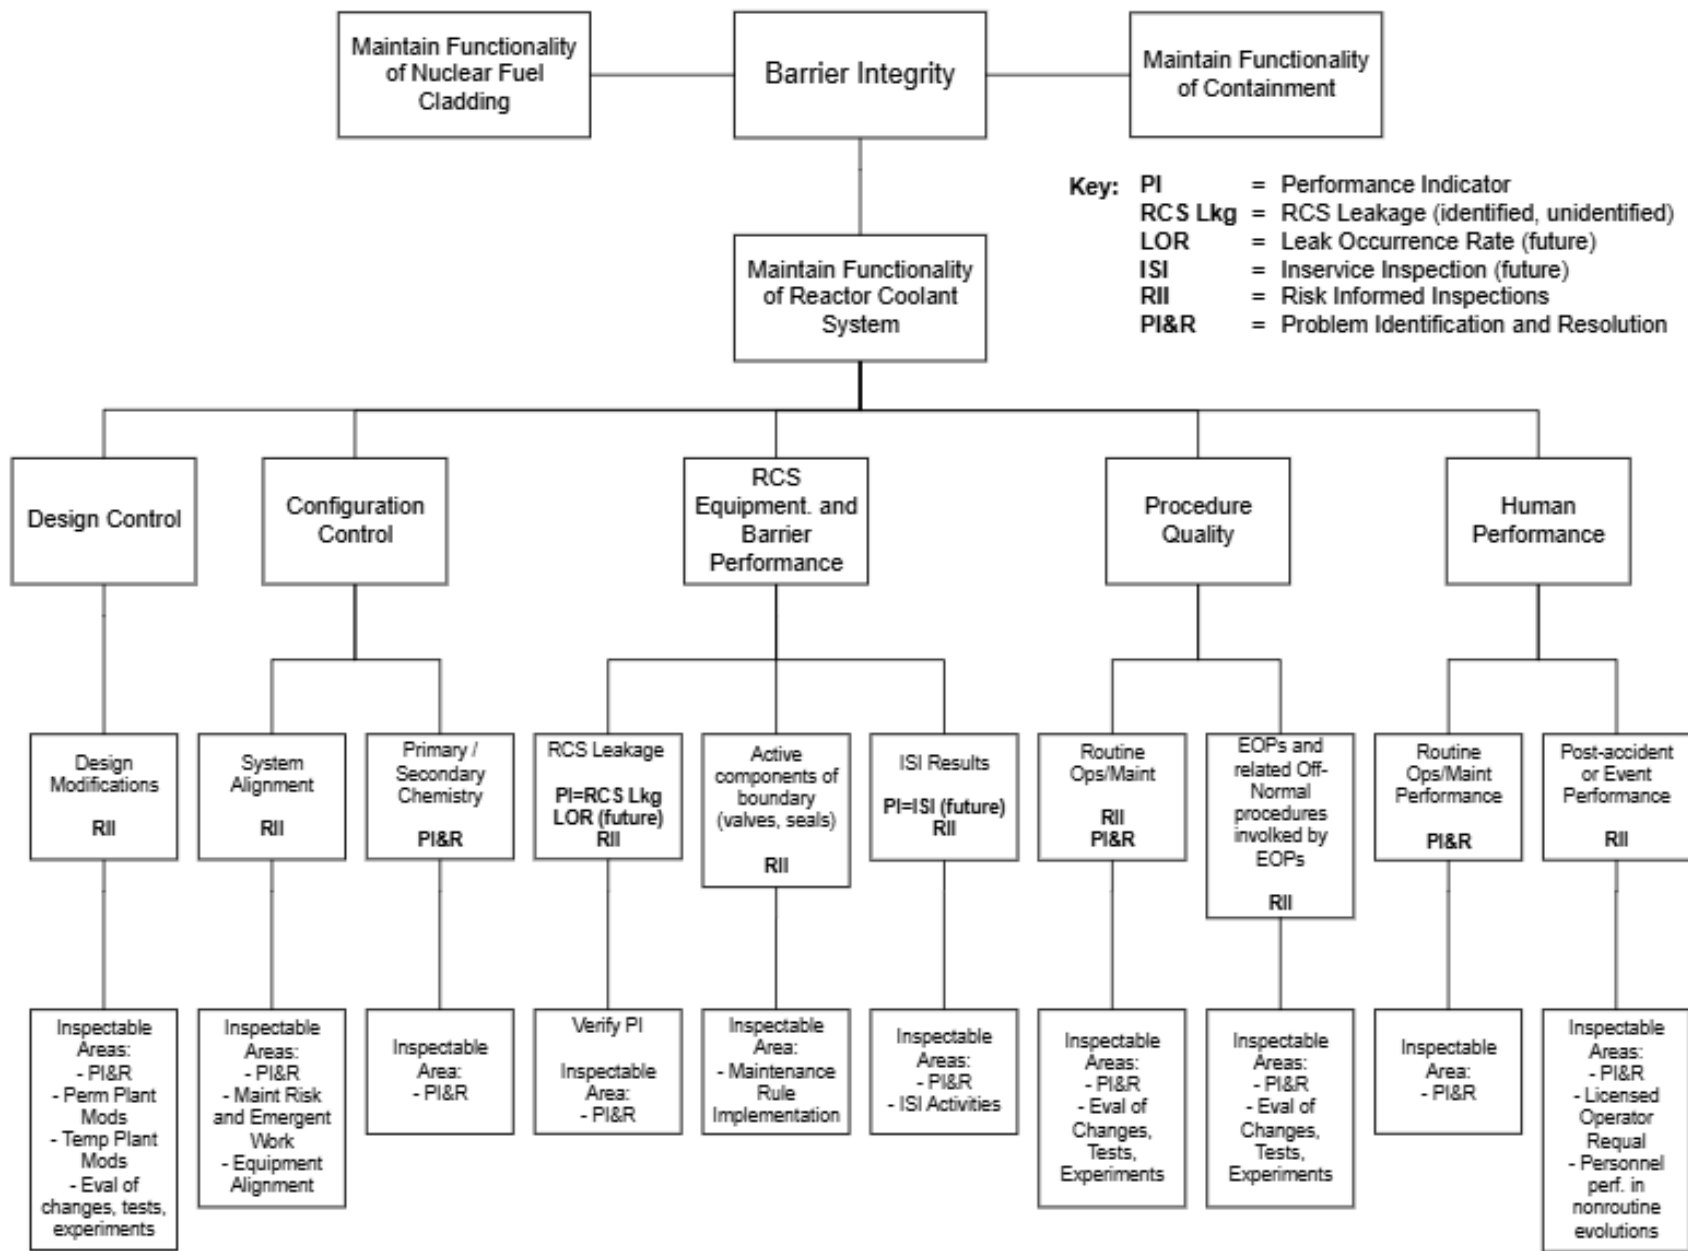 Maintain Functionality
of Nuclear Fuel
Cladding
Barrier Integrity
Maintain Functionality
of Containment
Key: PI = Performance Indicator
RCS Lkg = RCS Leakage (identified, unidentified)
LOR = Leak Occurrence Rate (future)
ISI = Inservice Inspection (future)
RII = Risk Informed Inspections
PI&R = Problem Identification and Resolution
Maintain Functionality
of Reactor Coolant
System
Design Control
Configuration
Control
RCS
Equipment. and
Barrier
Performance
Procedure
Quality
Human
Performance
Design
Modifications
RII
System
Alignment
RII
Primary /
Secondary
Chemistry
PI&R
RCS Leakage
PI=RCS Lkg
LOR (future)
RII
Active
components of
boundary
(valves, seals)
RII
ISI Results
PI=ISI (future)
RII
Routine
Ops/Maint
RII
PI&R
EOPs and
related Off-
Normal
procedures
involked by
EOPs
RII
Routine
Ops/Maint
Performance
PI&R
Post-accident
or Event
Performance
RII
Inspectable
Areas:
- PI&R
- Perm Plant
Mods
- Temp Plant
Mods
- Eval of
changes, tests,
experiments
Inspectable
Areas:
- PI&R
- Maint Risk
and Emergent
Work
- Equipment
Alignment
Inspectable
Area:
- PI&R
Verify PI
Inspectable
Area:
- PI&R
Inspectable
Area:
- Maintenance
Rule
Implementation
Inspectable
Areas:
- PI&R
- ISI Activities
Inspectable
Areas:
- PI&R
- Eval of
Changes,
Tests,
Experiments
Inspectable
Areas:
- PI&R
- Eval of
Changes,
Tests,
Experiments
Inspectable
Area:
- PI&R
Inspectable
Areas:
- PI&R
- Licensed
Operator
Requal
- Personnel
perf. in
nonroutine
evolutions